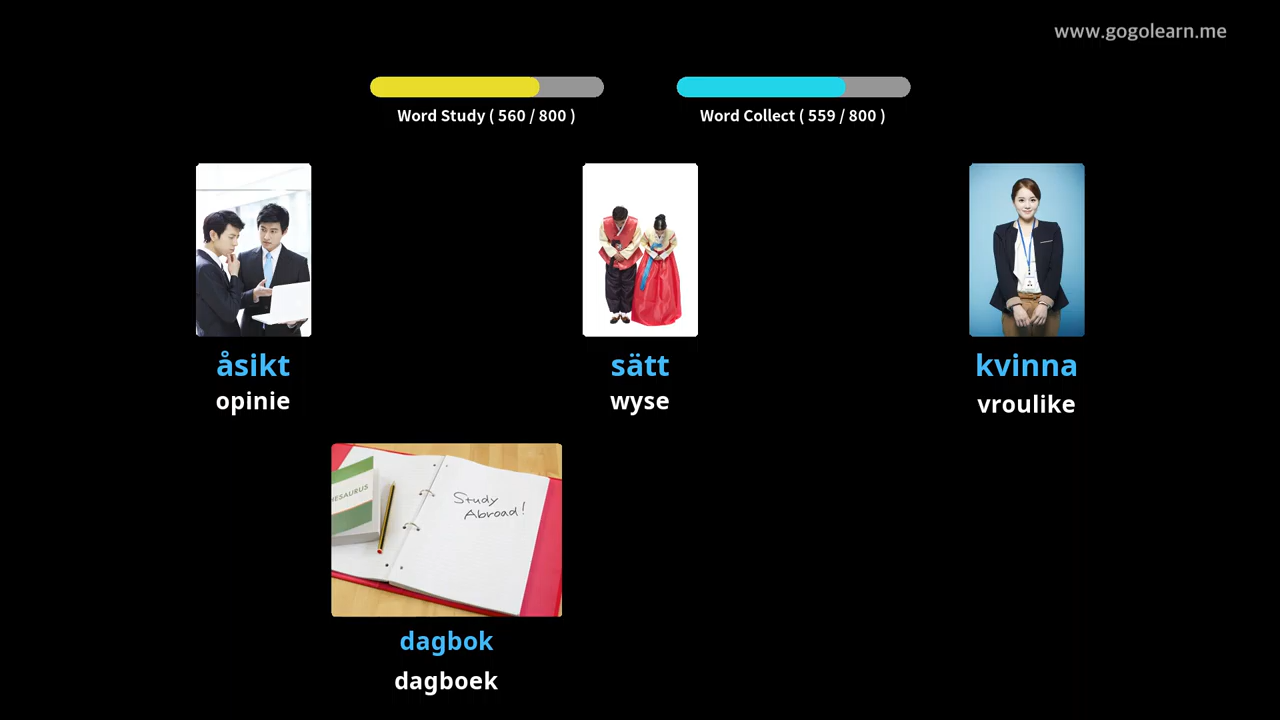 www.gogolearn.me
Word Study ( 560 / 800 )
Word Collect ( 559 / 800 )
åsikt
opinie
sätt
wyse
kvinna
vroulike
THESAURUS
Study
Abroad!
dagbok
dagboek